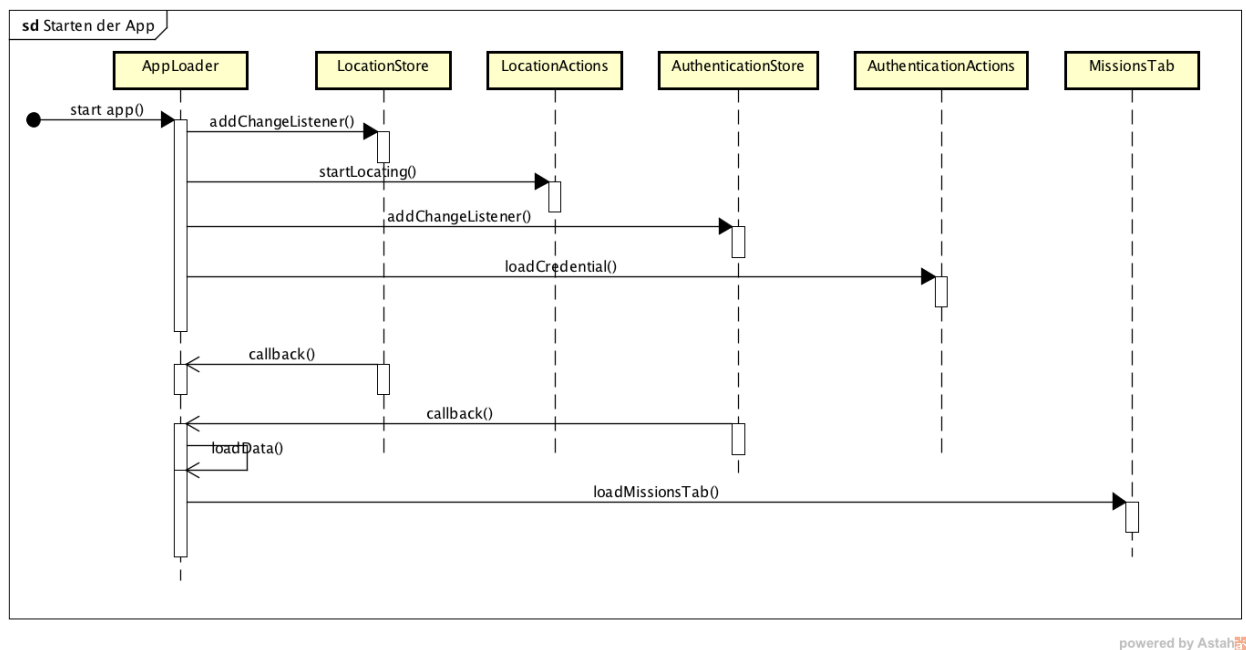 sd Starten der App
AppLoader
LocationStore
LocationActions
AuthenticationStore
AuthenticationActions
MissionsTab
start app()
addChangeListener()
startLocating()
addChangeListener()
loadCredential()
callback()
callback()
loadData()
loadMissionsTab()
powered by Astah